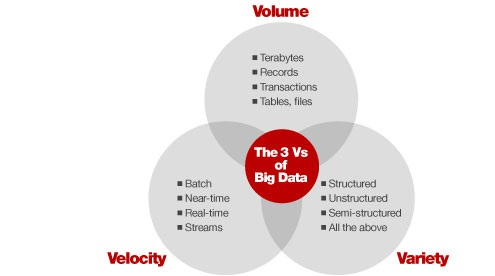 Volume
Terabytes
Records
Transactions
Tables, files
The 3 Vs
of
Big Data
Batch
Near-time
Real-time
Streams
Structured
Unstructured
Semi-structured
All the above
Velocity
Variety